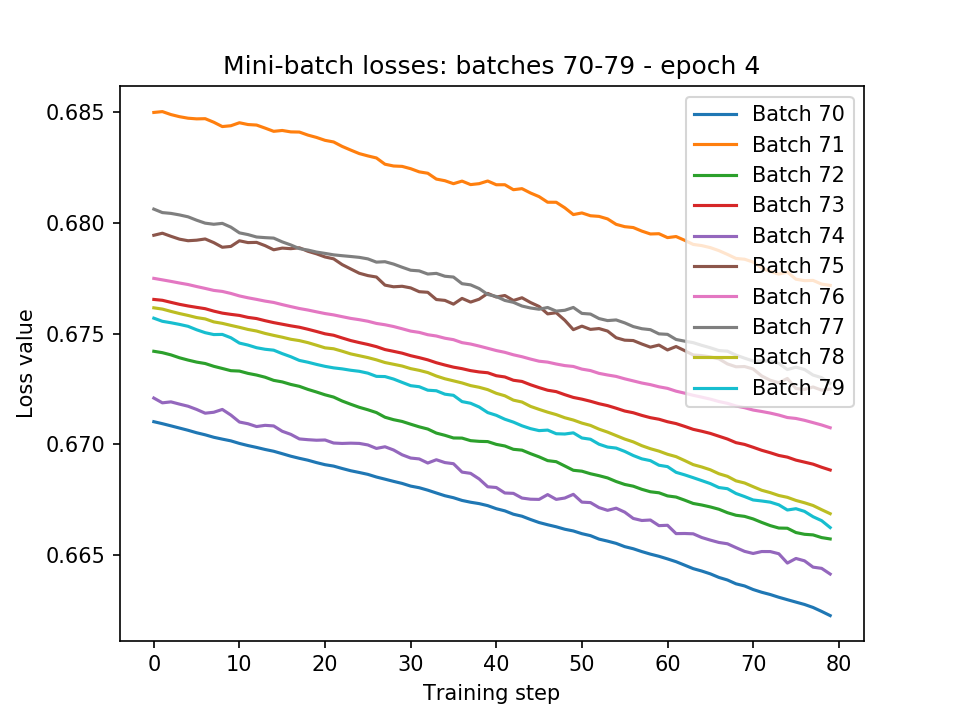 Mini-batch losses: batches 70-79 - epoch 4
0.685
0.680
0.675
0.670
0.665
Loss value
0
10
20
30
40
50
60
70
80
Training step
Batch 70
Batch 71
Batch 72
Batch 73
Batch 74
Batch 75
Batch 76
Batch 77
Batch 78
Batch 79